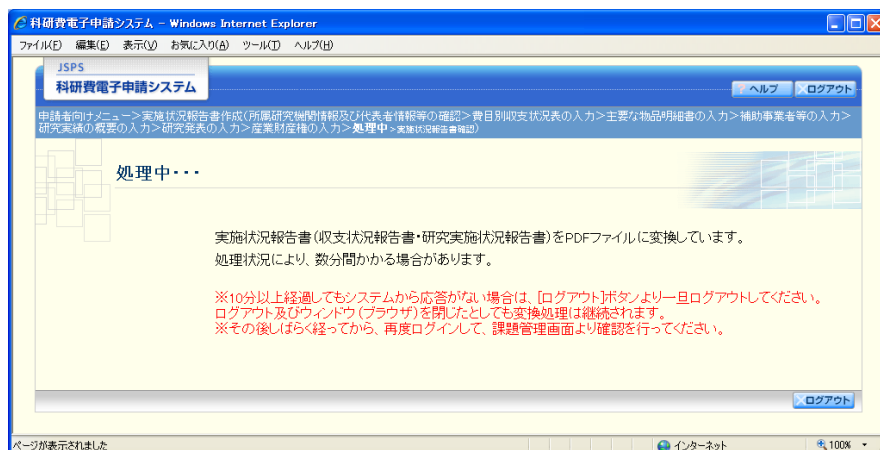 科研費電子申請システム - Windows Internet Explorer
ファイル(F) 編集(E) 表示(V) お気に入り(A) ツール(T) ヘルプ(H)
JSPS
科研費電子申請システム
ヘルプ ログアウト
申請者向けメニュー>実施状況報告書作成(所属研究機関情報及び代表者情報等の確認>費目別収支状況表の入力>主要な物品明細書の入力>補助事業者等の入力>
研究実績の概要の入力>研究発表の入力>産業財産権の入力>処理中>実施状況報告書確認)
処理中・・・
実施状況報告書(収支状況報告書・研究実施状況報告書)をPDFファイルに変換しています。
処理状況により、数分間かかる場合があります。
※10分以上経過してもシステムから応答がない場合は、[ログアウト]ボタンより一旦ログアウトしてください。
ログアウト及びウィンドウ(ブラウザ)を閉じたとしても変換処理は継続されます。
※その後しばらく経ってから、再度ログインして、課題管理画面より確認を行ってください。
ログアウト
ページが表示されました インターネット 100%